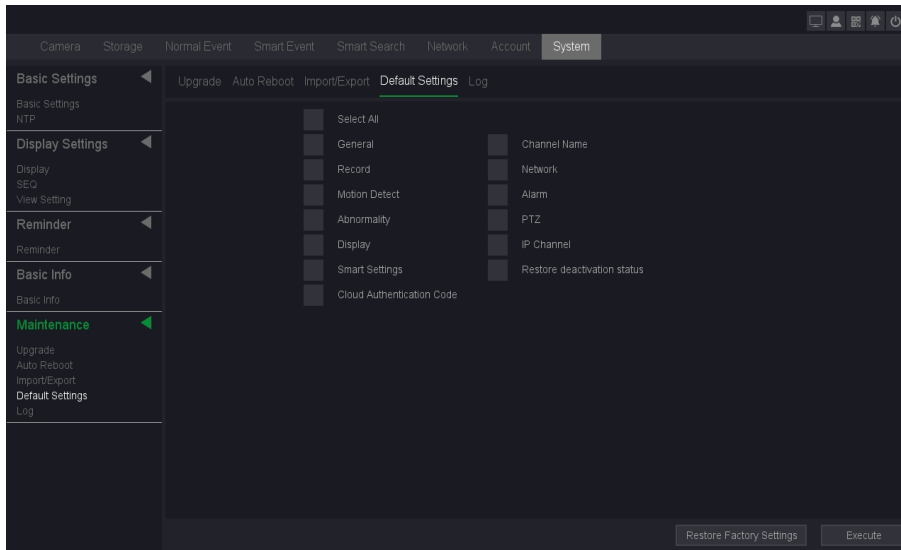 Camera Storage Normal Event Smart Event Smart Search Network Account System
Basic Settings
Basic Settings
NTP
Display Settings
Display
SEQ
View Setting
Reminder
Reminder
Basic Info
Basic Info
Maintenance
Upgrade
Auto Reboot
Import/Export
Default Settings
Log
Upgrade Auto Reboot Import/Export Default Settings Log
Select All
General Channel Name
Record Network
Motion Detect Alarm
Abnormality PTZ
Display IP Channel
Smart Settings Restore deactivation status
Cloud Authentication Code
Restore Factory Settings Execute